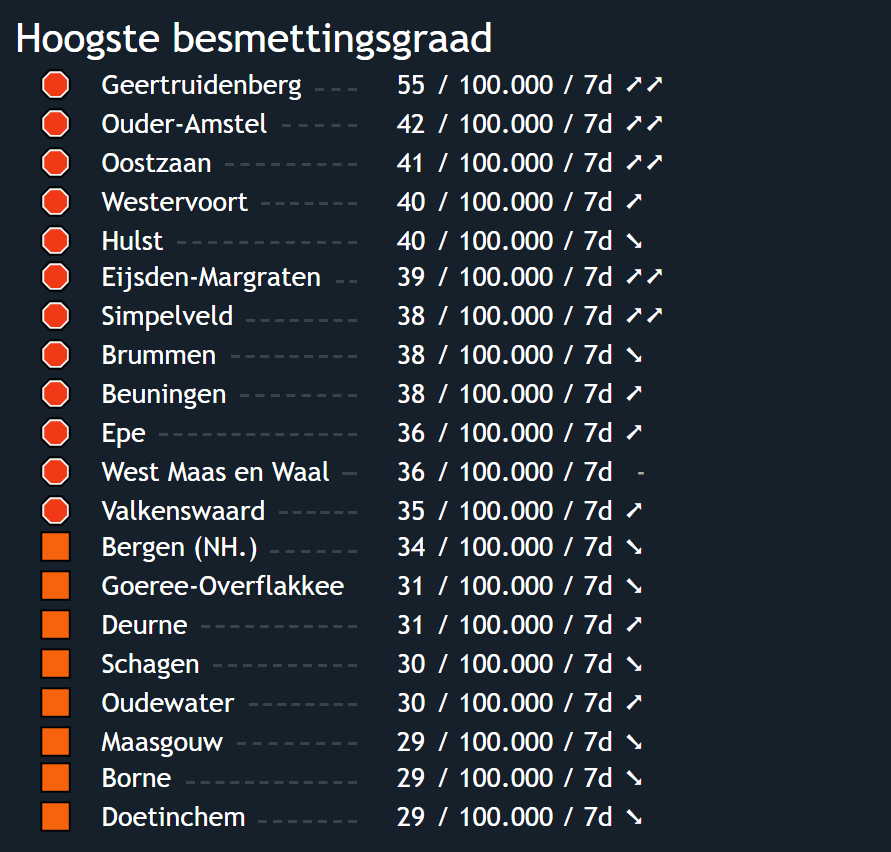 Hoogste besmettingsgraad
Geertruidenberg --- 55 / 100.000 / 7d ➚➚
Ouder-Amstel ------ 42 / 100.000 / 7d ➚➚
Oostzaan ---------- 41 / 100.000 / 7d ➚➚
Westervoort ------- 40 / 100.000 / 7d ➚
Hulst -------------- 40 / 100.000 / 7d ➘
Eijsden-Margraten -- 39 / 100.000 / 7d ➚➚
Simpelveld -------- 38 / 100.000 / 7d ➚➚
Brummen ---------- 38 / 100.000 / 7d ➘
Beuningen --------- 38 / 100.000 / 7d ➚
Epe --------------- 36 / 100.000 / 7d ➚
West Maas en Waal - 36 / 100.000 / 7d -
Valkenswaard ------ 35 / 100.000 / 7d ➚
Bergen (NH.) ------- 34 / 100.000 / 7d ➘
Goeree-Overflakkee 31 / 100.000 / 7d ➘
Deurne ------------ 31 / 100.000 / 7d ➚
Schagen ----------- 30 / 100.000 / 7d ➘
Oudewater -------- 30 / 100.000 / 7d ➚
Maasgouw --------- 29 / 100.000 / 7d ➘
Borne ------------- 29 / 100.000 / 7d ➘
Doetinchem ------- 29 / 100.000 / 7d ➘